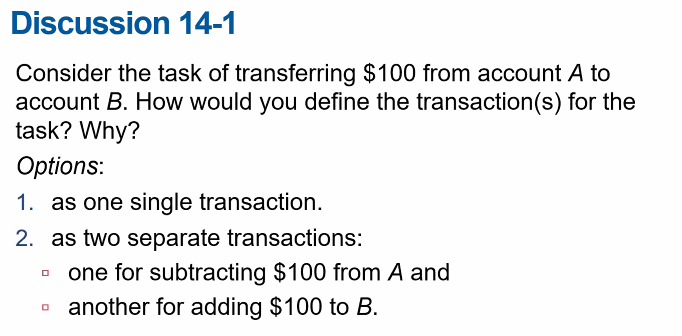 Discussion 14-1
Consider the task of transferring $100 from account A to
account B. How would you define the transaction(s) for the
task? Why?
Options:
1. as one single transaction.
2. as two separate transactions:
▫ one for subtracting $100 from A and
▫ another for adding $100 to B.